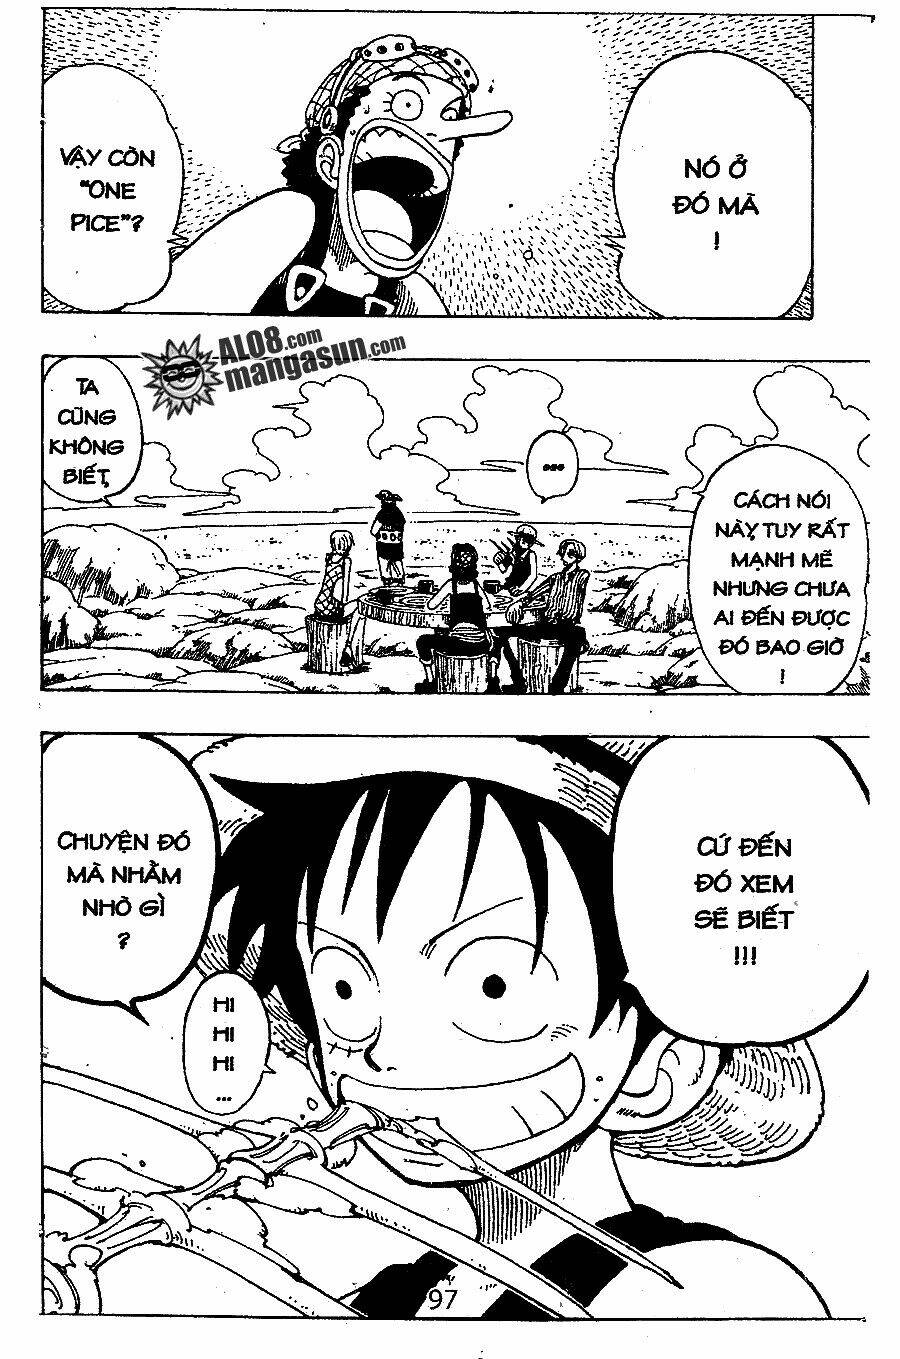 VẬY CÒN
"ONE
PICE"?
NÓ Ở
ĐÓ MÀ
!
AL08.com
mangasun.com
TA
CŨNG
KHÔNG
BIẾT,
...
CÁCH NÓI
NÀY, TUY RẤT
MẠNH MẼ
NHƯNG CHƯA
AI ĐẾN ĐƯỢC
ĐÓ BAO GIỜ
!
CHUYỆN ĐÓ
MÀ NHẰM
NHÒ GÌ
?
CỨ ĐẾN
ĐÓ XEM
SẼ BIẾT
!!!
HI
HI
HI
...
97